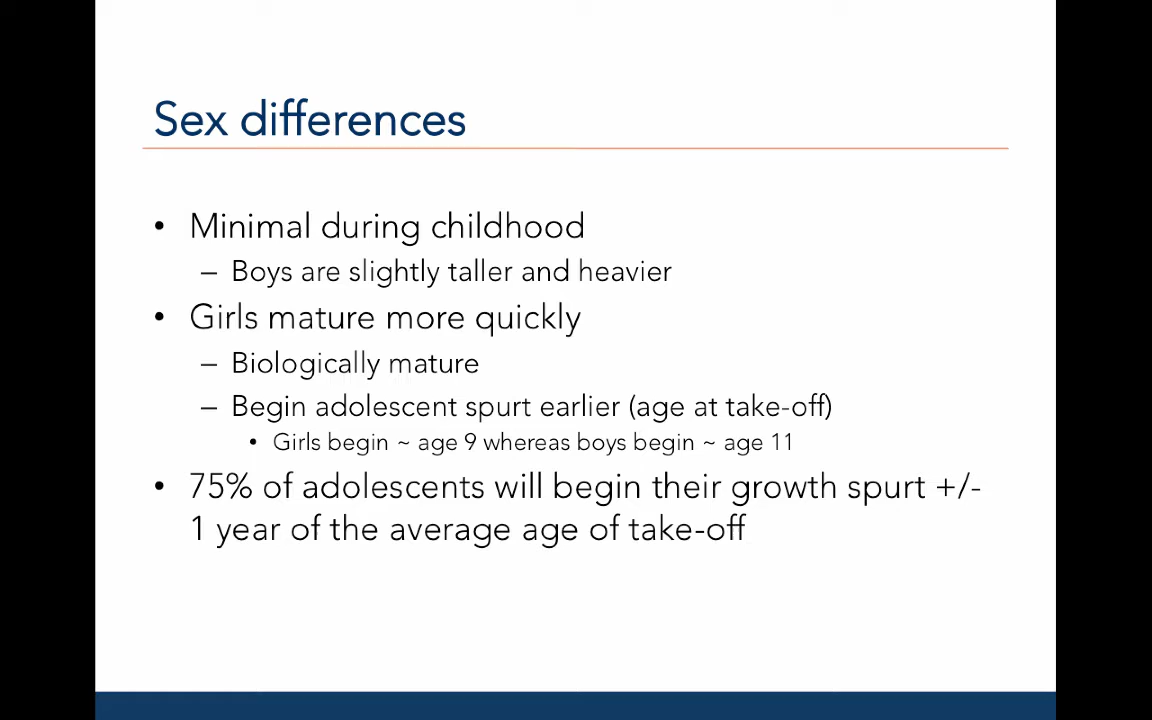 Sex differences
• Minimal during childhood
– Boys are slightly taller and heavier
• Girls mature more quickly
– Biologically mature
– Begin adolescent spurt earlier (age at take-off)
• Girls begin ~ age 9 whereas boys begin ~ age 11
• 75% of adolescents will begin their growth spurt +/-
1 year of the average age of take-off